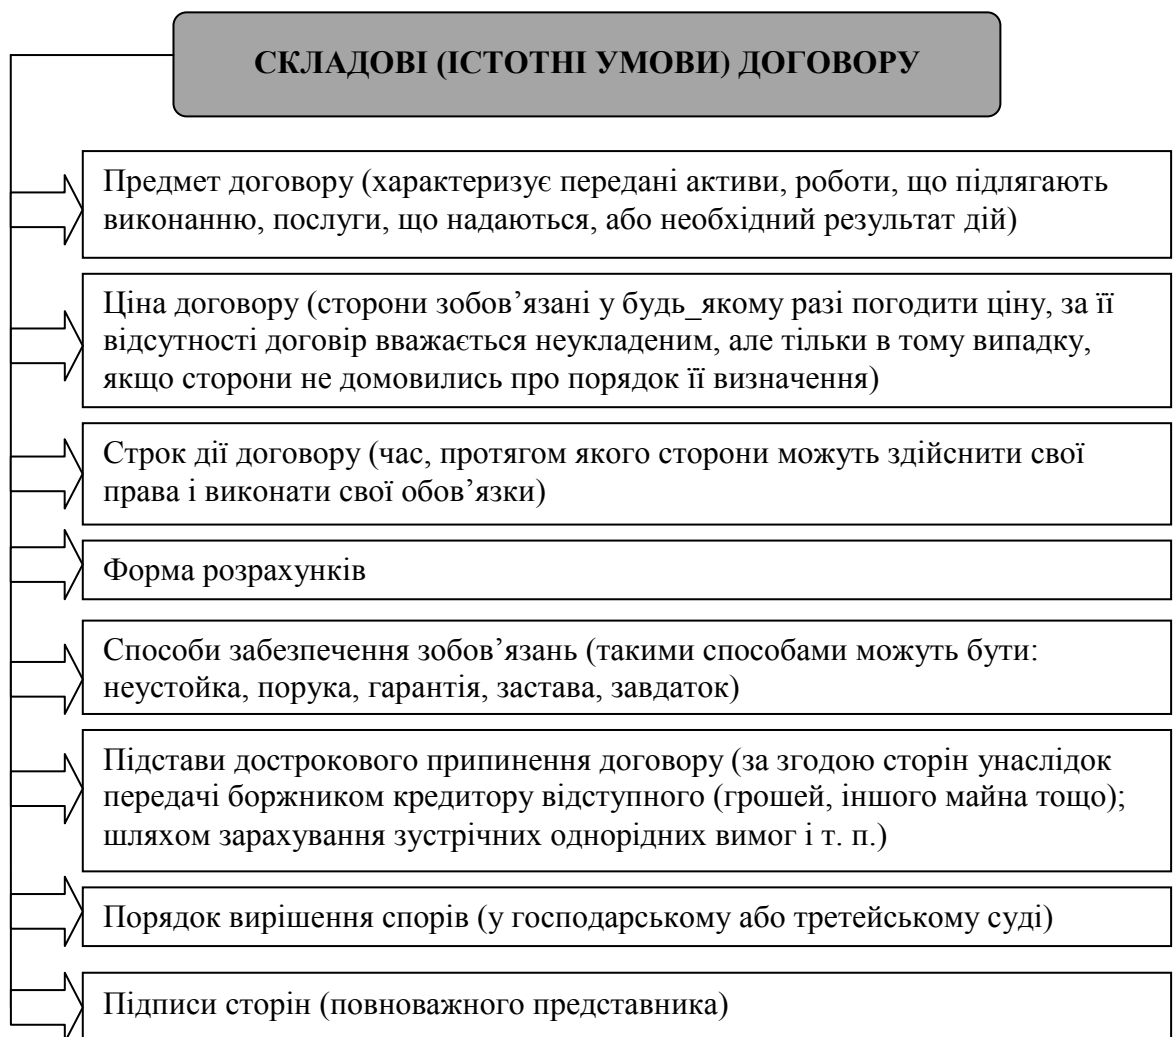 СКЛАДОВІ (ІСТОТНІ УМОВИ) ДОГОВОРУ
Предмет договору (характеризує передані активи, роботи, що підлягають
виконанню, послуги, що надаються, або необхідний результат дій)
Ціна договору (сторони зобов’язані у будь_якому разі погодити ціну, за її
відсутності договір вважається неукладеним, але тільки в тому випадку,
якщо сторони не домовились про порядок її визначення)
Строк дії договору (час, протягом якого сторони можуть здійснити свої
права і виконати свої обов’язки)
Форма розрахунків
Способи забезпечення зобов’язань (такими способами можуть бути:
неустойка, порука, гарантія, застава, завдаток)
Підстави дострокового припинення договору (за згодою сторін унаслідок
передачі боржником кредитору відступного (грошей, іншого майна тощо);
шляхом зарахування зустрічних однорідних вимог і т. п.)
Порядок вирішення спорів (у господарському або третейському суді)
Підписи сторін (повноважного представника)